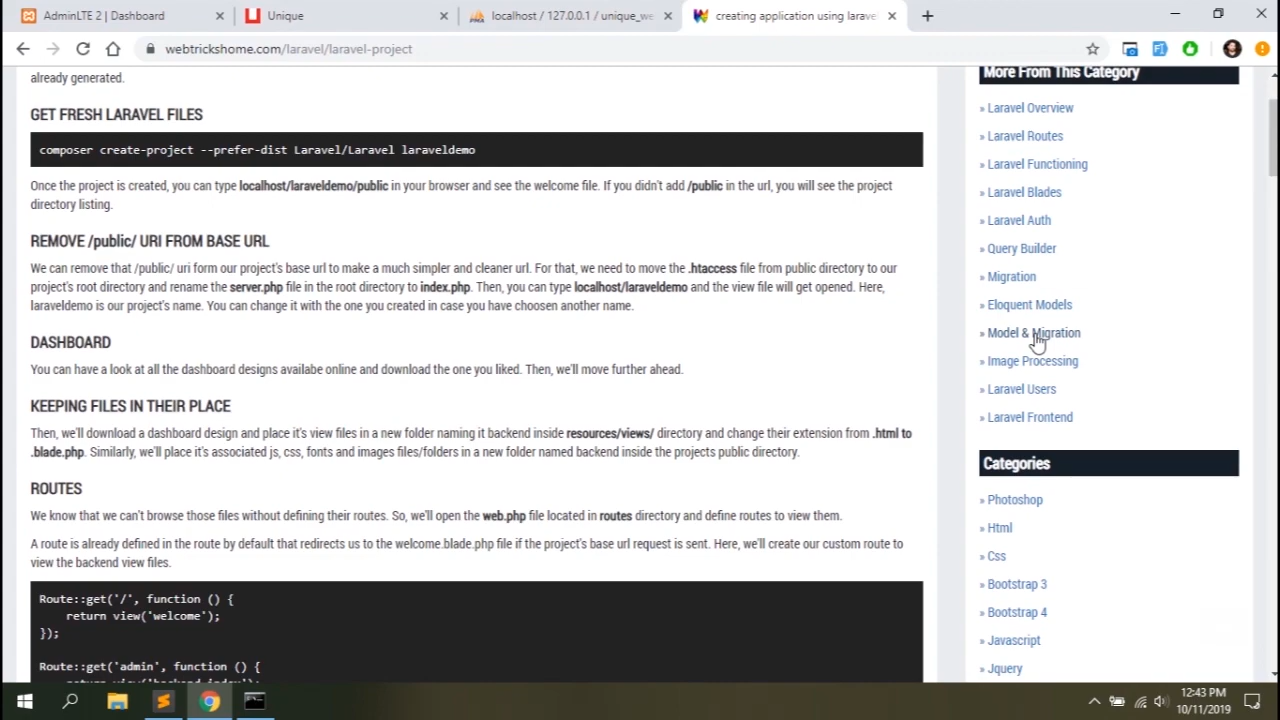 AdminLTE 2 | Dashboard
Unique
localhost / 127.0.0.1 / unique_we
creating application using larave
webtrickshome.com/laravel/laravel-project
already generated.
GET FRESH LARAVEL FILES
composer create-project --prefer-dist Laravel/Laravel laraveldemo
Once the project is created, you can type localhost/laraveldemo/public in your browser and see the welcome file. If you didn't add /public in the url, you will see the project
directory listing.
REMOVE /public/ URI FROM BASE URL
We can remove that /public/ uri form our project's base url to make a much simpler and cleaner url. For that, we need to move the .htaccess file from public directory to our
project's root directory and rename the server.php file in the root directory to index.php. Then, you can type localhost/laraveldemo and the view file will get opened. Here,
laraveldemo is our project's name. You can change it with the one you created in case you have choosen another name.
DASHBOARD
You can have a look at all the dashboard designs availabe online and download the one you liked. Then, we'll move further ahead.
KEEPING FILES IN THEIR PLACE
Then, we'll download a dashboard design and place it's view files in a new folder naming it backend inside resources/views/ directory and change their extension from .html to
.blade.php. Similarly, we'll place it's associated js, css, fonts and images files/folders in a new folder named backend inside the projects public directory.
ROUTES
We know that we can't browse those files without defining their routes. So, we'll open the web.php file located in routes directory and define routes to view them.
A route is already defined in the route by default that redirects us to the welcome.blade.php file if the project's base url request is sent. Here, we'll create our custom route to
view the backend view files.
Route::get('/', function () {
return view('welcome');
});
Route::get('admin', function () {
return view('backend.index');
More From This Category
» Laravel Overview
» Laravel Routes
» Laravel Functioning
» Laravel Blades
» Laravel Auth
» Query Builder
» Migration
» Eloquent Models
» Model & Migration
» Image Processing
» Laravel Users
» Laravel Frontend
Categories
» Photoshop
» Html
» Css
» Bootstrap 3
» Bootstrap 4
» Javascript
» Jquery
12:43 PM
10/11/2019